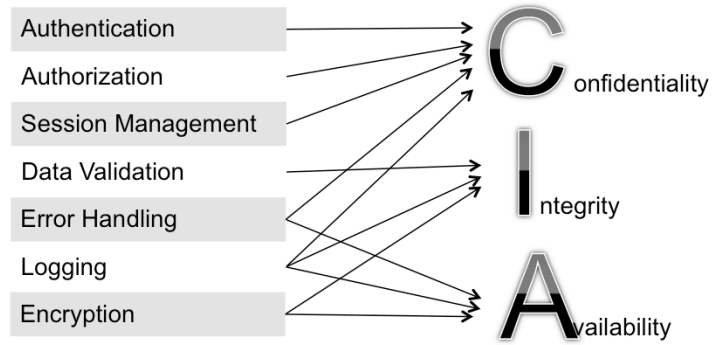 Authentication
Authorization
Session Management
Data Validation
Error Handling
Logging
Encryption
Confidentiality
Integrity
Availability